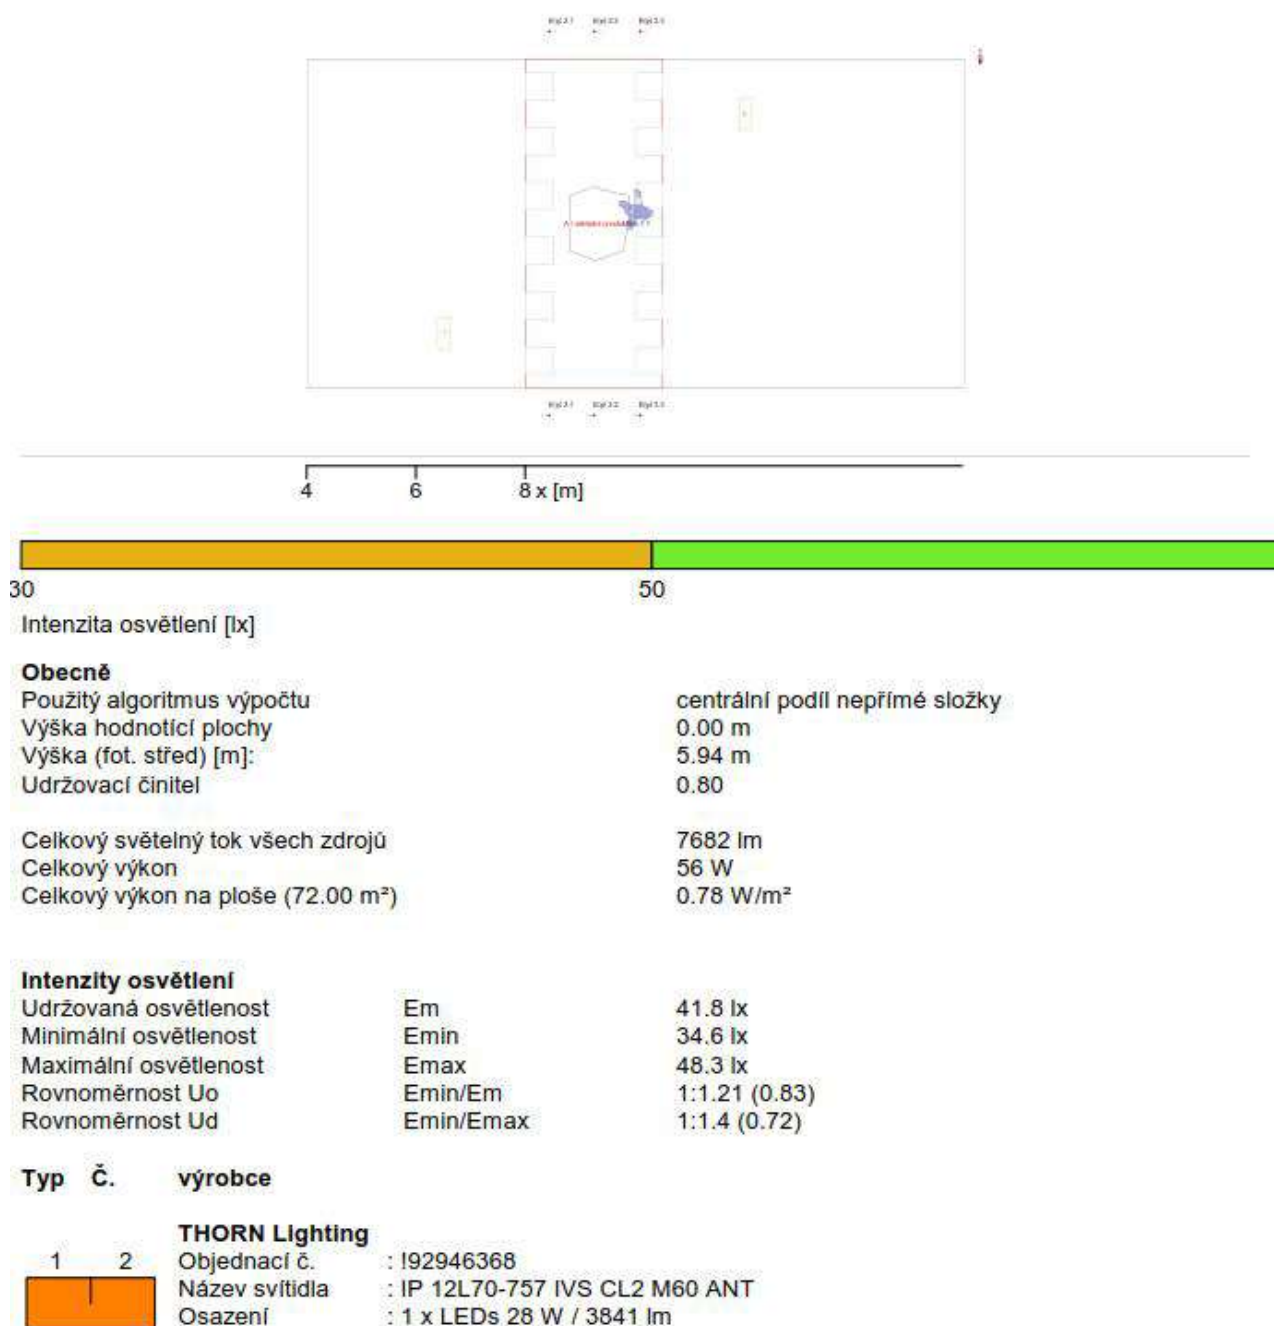 4 6 8 x [m]
30 50
Intenzita osvětlení [lx]
Obecně
Použitý algoritmus výpočtu centrální podíl nepřímé složky
Výška hodnotící plochy 0.00 m
Výška (fot. střed) [m]: 5.94 m
Udržovací činitel 0.80
Celkový světelný tok všech zdrojů 7682 lm
Celkový výkon 56 W
Celkový výkon na ploše (72.00 m²) 0.78 W/m²
Intenzity osvětlení
Udržovaná osvětlenost Em 41.8 lx
Minimální osvětlenost Emin 34.6 lx
Maximální osvětlenost Emax 48.3 lx
Rovnoměrnost Uo Emin/Em 1:1.21 (0.83)
Rovnoměrnost Ud Emin/Emax 1:1.4 (0.72)
Typ Č. výrobce
THORN Lighting
1 2 Objednací č. : !92946368
Název svítidla : IP 12L70-757 IVS CL2 M60 ANT
Osazení : 1 x LEDs 28 W / 3841 lm